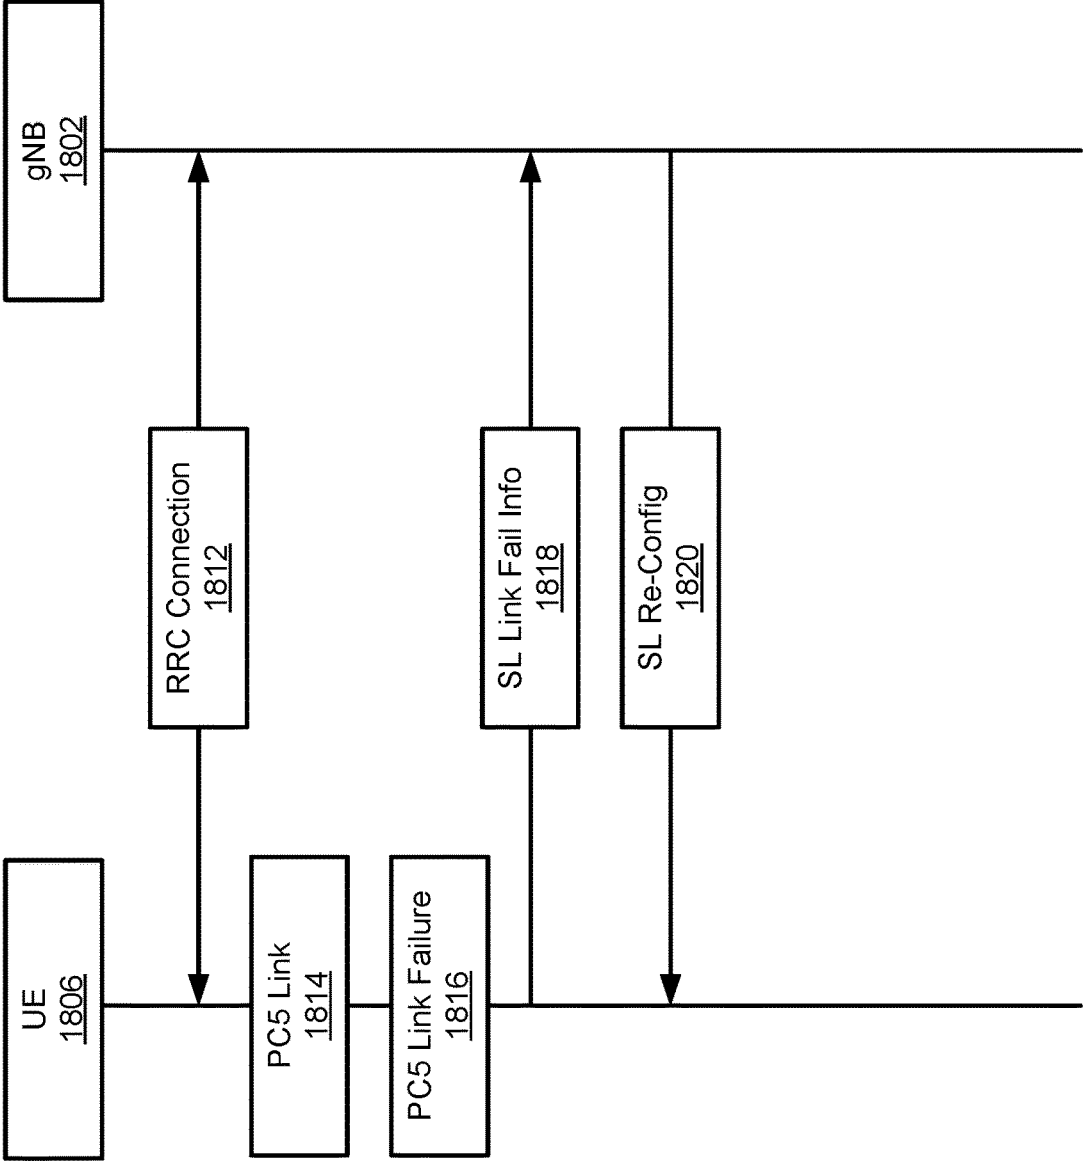 UE
1806
gNB
1802
RRC Connection
1812
PC5 Link
1814
PC5 Link Failure
1816
SL Link Fail Info
1818
SL Re-Config
1820